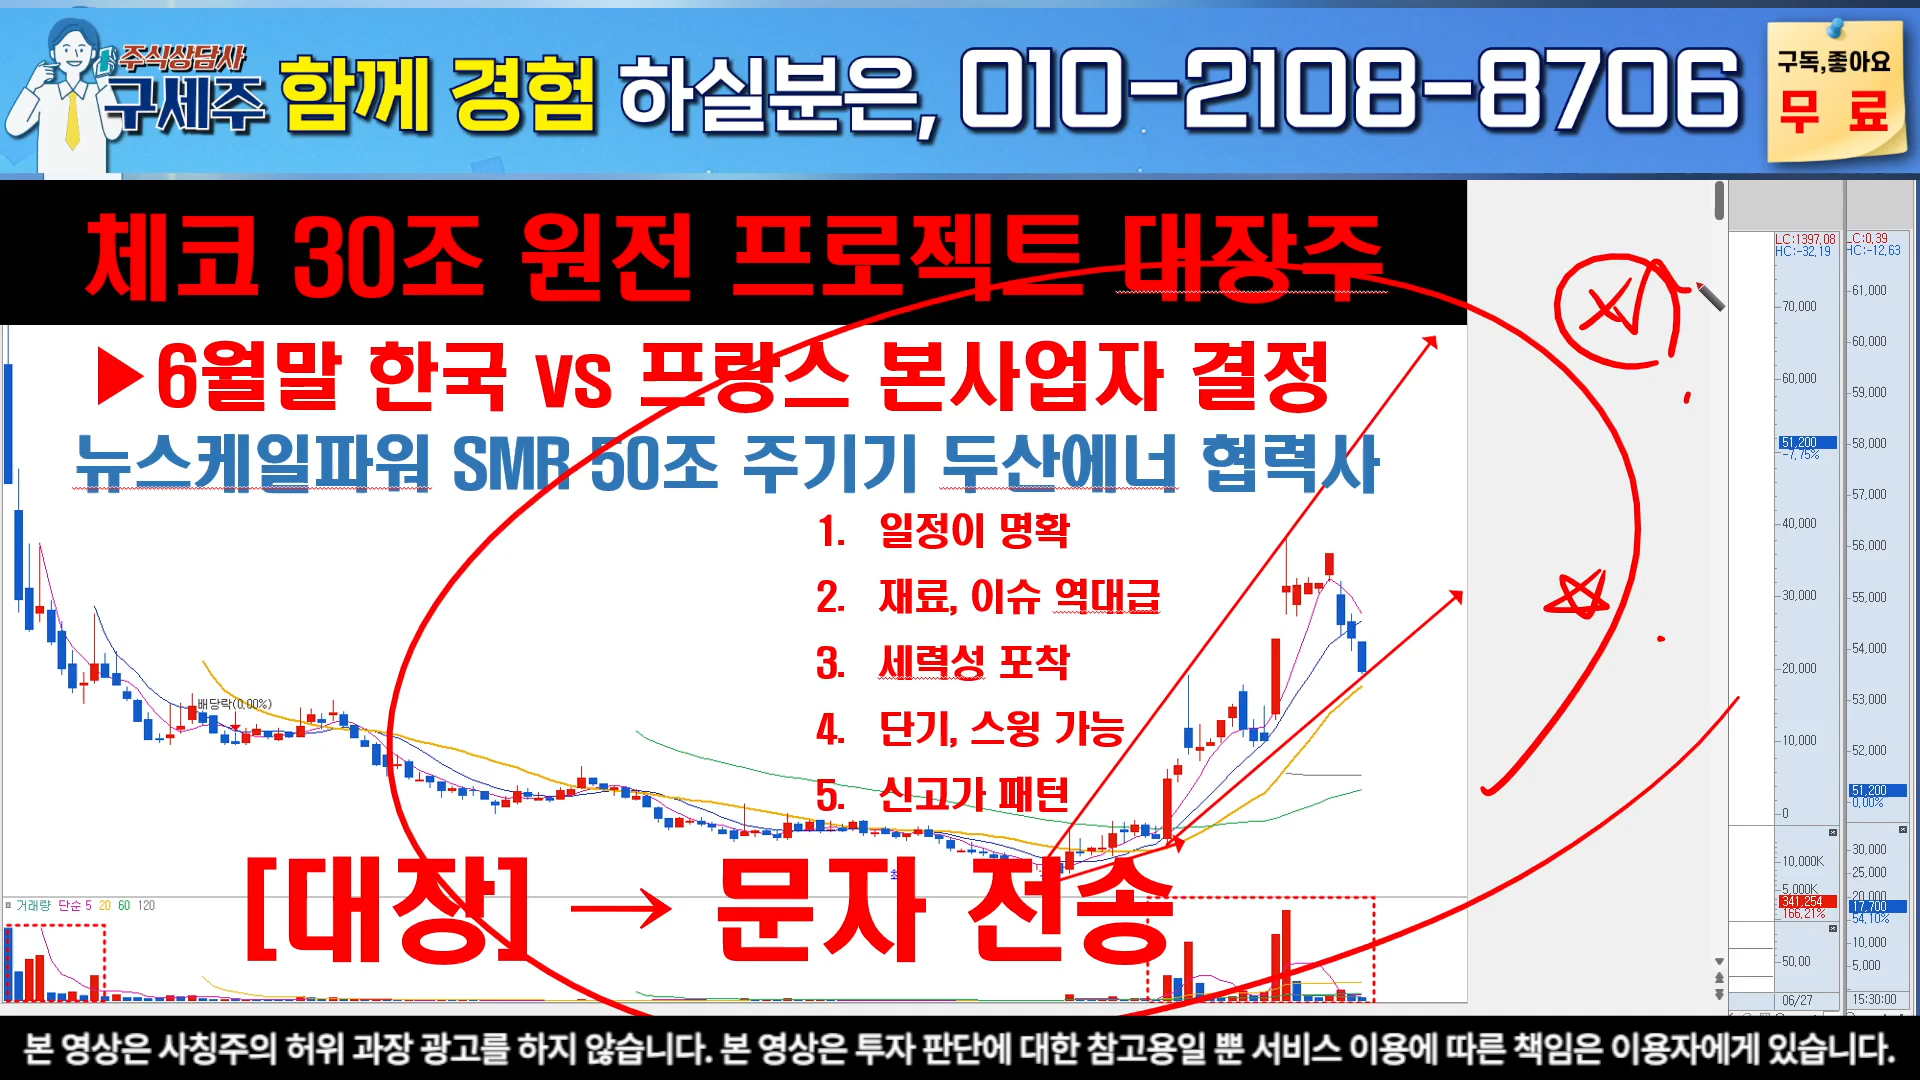 주식상담사
구세주
함께 경험 하실분은, 010-2108-8706
구독,좋아요
무 료
체코 30조 원전 프로젝트 대장주
▶6월말 한국 vs 프랑스 본사업자 결정
뉴스케일파워 SMR 50조 주기기 두산에너 협력사
1. 일정이 명확
2. 재료, 이슈 역대급
3. 세력성 포착
4. 단기, 스윙 가능
5. 신고가 패턴
[대장] → 문자 전송
배당락(0,00%)
거래량 단순 5 20 60 120
LC:1397,08
HC:-32,19
70,000
60,000
51,200
-7,75%
40,000
30,000
20,000
10,000
0
10,000K
5,000K
341,254
166,21%
50,00
06/27
LC:0,39
HC:-12,63
61,000
60,000
59,000
58,000
57,000
56,000
55,000
54,000
53,000
52,000
51,200
0,00%
30,000
25,000
20,000
17,700
54,10%
10,000
5,000
15:30:00
본 영상은 사칭주의 허위 과장 광고를 하지 않습니다. 본 영상은 투자 판단에 대한 참고용일 뿐 서비스 이용에 따른 책임은 이용자에게 있습니다.